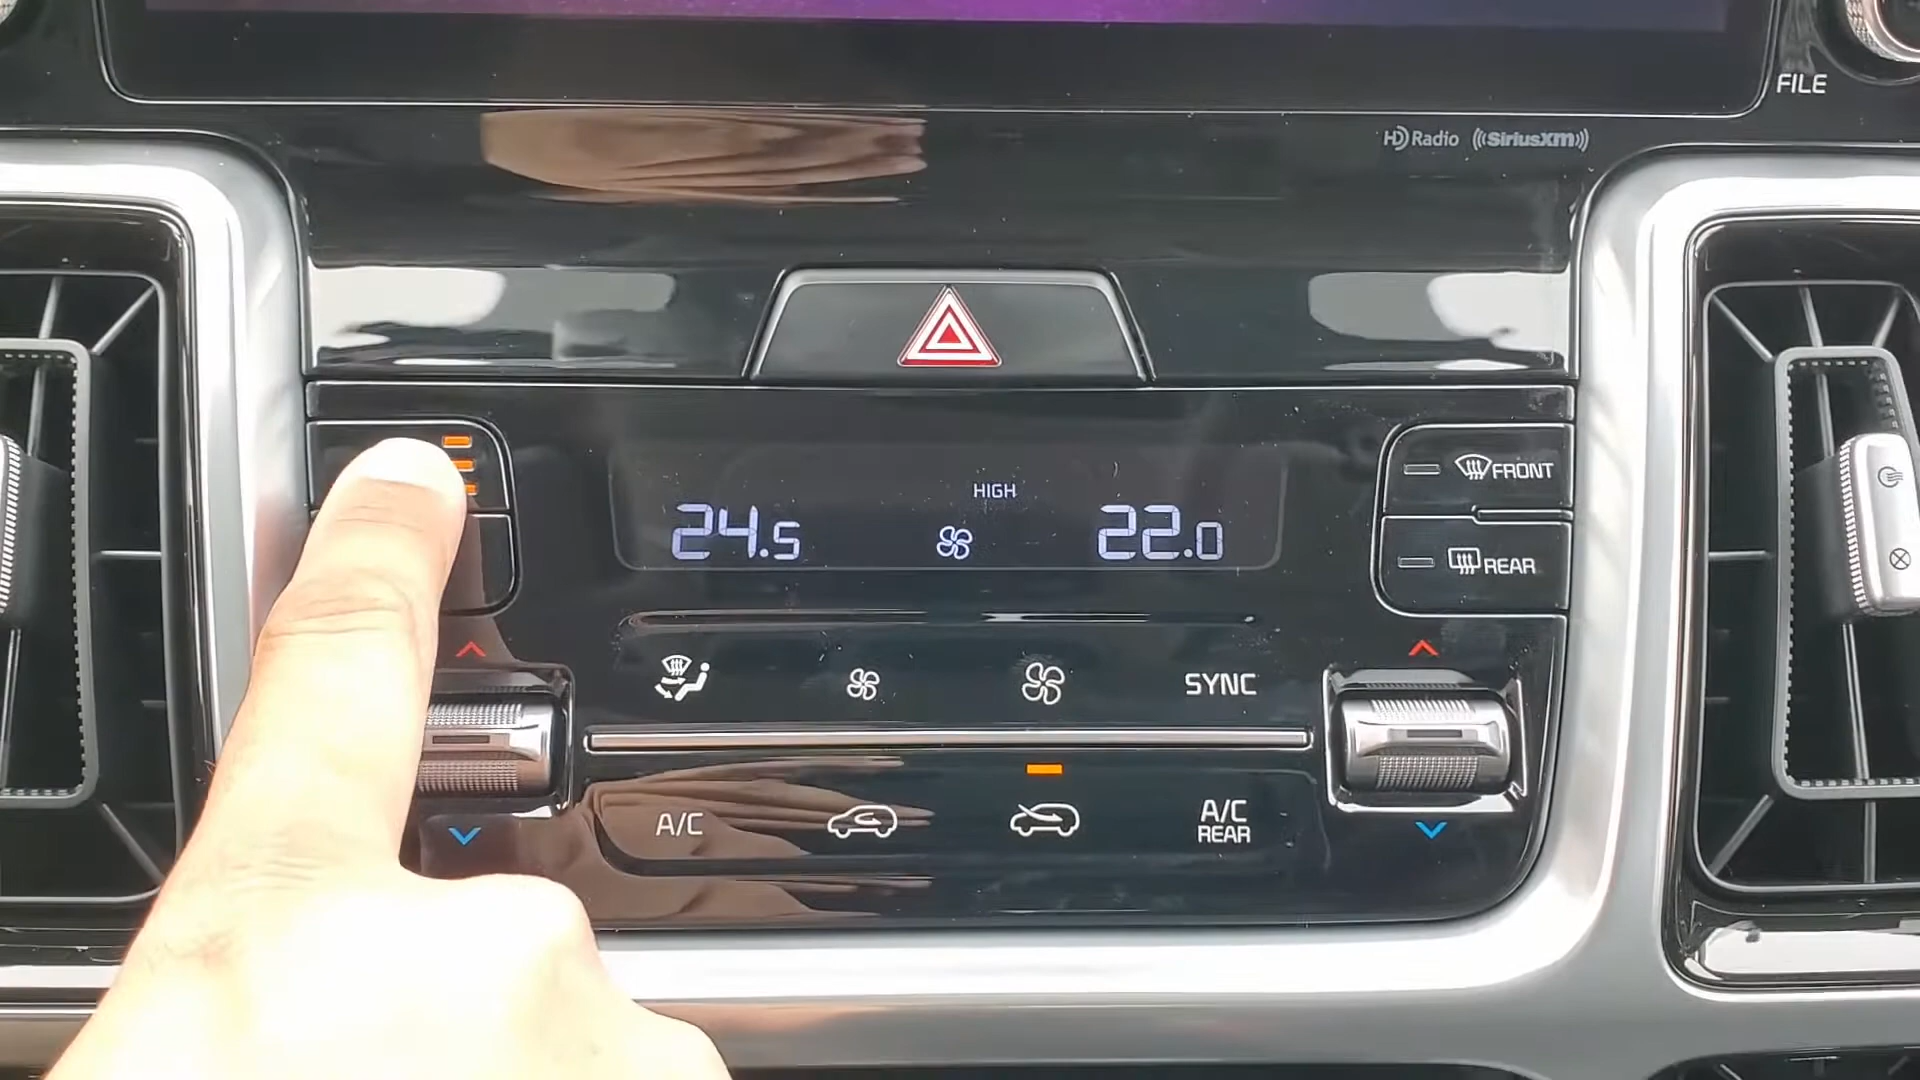 FILE
HD Radio ((SiriusXM))
FRONT
HIGH
24.5 22.0
REAR
SYNC
A/C
A/C
REAR